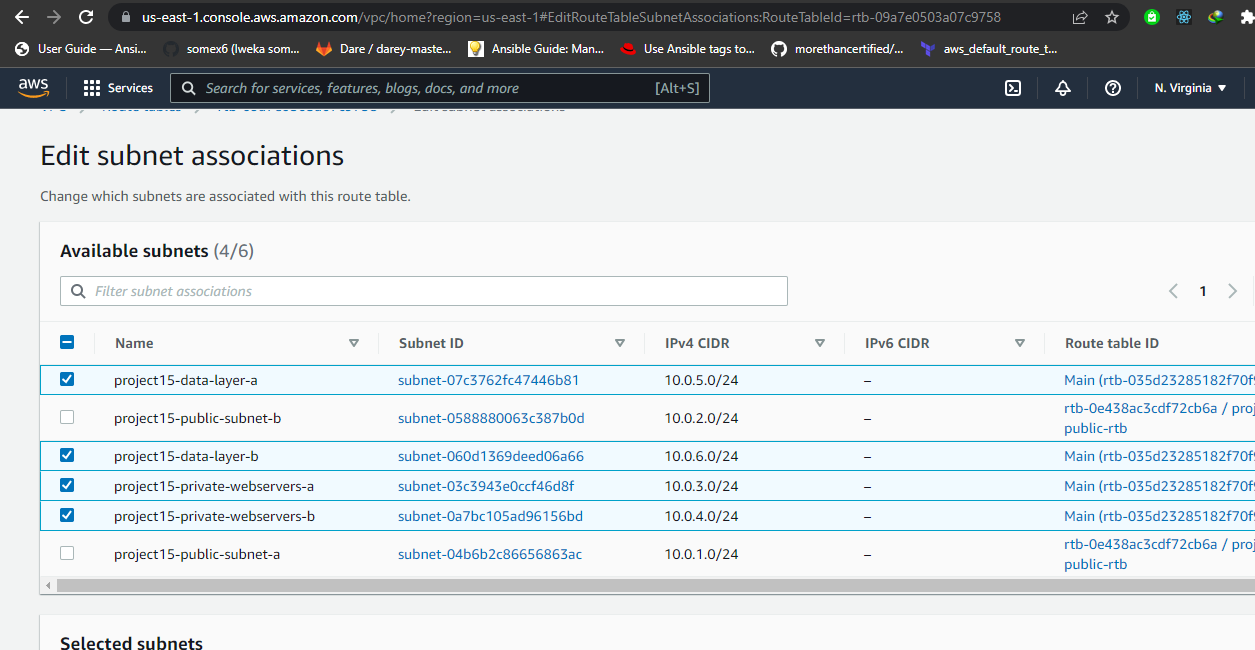 us-east-1.console.aws.amazon.com/vpc/home?region=us-east-1#EditRouteTableSubnetAssociations:RouteTableId=rtb-09a7e0503a07c9758
User Guide — Ansi... somex6 (lweka som... Dare / darey-maste... Ansible Guide: Man... Use Ansible tags to... morethancertified/... aws_default_route_t...
aws Services Search for services, features, blogs, docs, and more [Alt+S] N. Virginia
Edit subnet associations
Change which subnets are associated with this route table.
Available subnets (4/6)
Filter subnet associations 1
Name Subnet ID IPv4 CIDR IPv6 CIDR Route table ID
project15-data-layer-a subnet-07c3762fc47446b81 10.0.5.0/24 – Main (rtb-035d23285182f70f9
project15-public-subnet-b subnet-0588880063c387b0d 10.0.2.0/24 – rtb-0e438ac3cdf72cb6a / proj
public-rtb
project15-data-layer-b subnet-060d1369deed06a66 10.0.6.0/24 – Main (rtb-035d23285182f70f9
project15-private-webservers-a subnet-03c3943e0ccf46d8f 10.0.3.0/24 – Main (rtb-035d23285182f70f9
project15-private-webservers-b subnet-0a7bc105ad96156bd 10.0.4.0/24 – Main (rtb-035d23285182f70f9
project15-public-subnet-a subnet-04b6b2c86656863ac 10.0.1.0/24 – rtb-0e438ac3cdf72cb6a / proj
public-rtb
Selected subnets